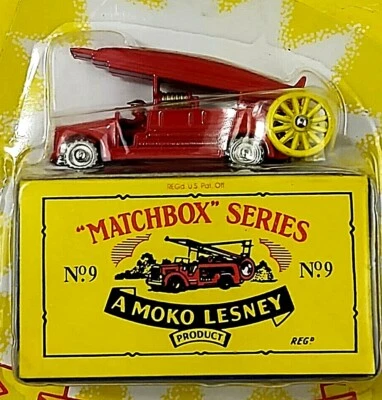 REGd. U.S. Pat. Off
"MATCHBOX" SERIES
Nº9
Nº9
A MOKO LESNEY
PRODUCT
REGD